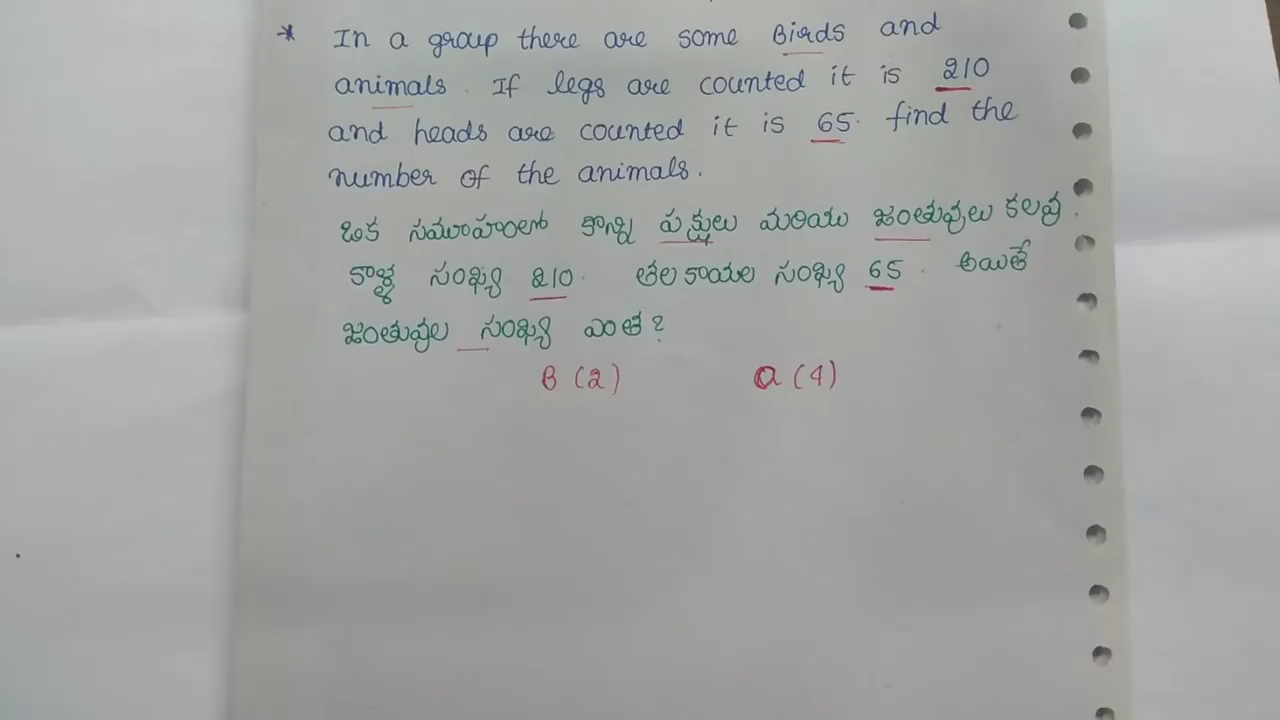 * In a group there are some Birds and
animals. If legs are counted it is 210
and heads are counted it is 65. find the
number of the animals.
ఒక సమూహంలో కొన్ని పక్షులు మరియు జంతువులు కలవు.
కాళ్ళ సంఖ్య 210. తలకాయల సంఖ్య 65. అయితే
జంతువుల సంఖ్య ఎంత?
B (2) a (4)